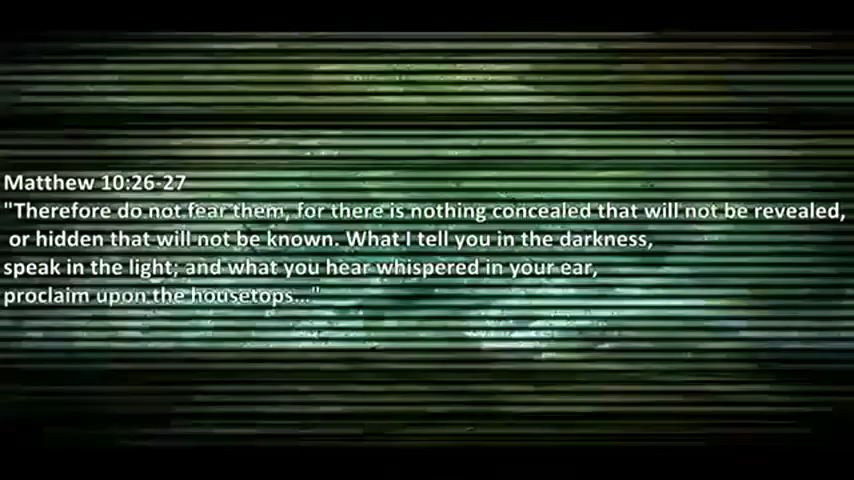 Matthew 10:26-27
"Therefore do not fear them, for there is nothing concealed that will not be revealed,
or hidden that will not be known. What I tell you in the darkness,
speak in the light; and what you hear whispered in your ear,
proclaim upon the housetops..."